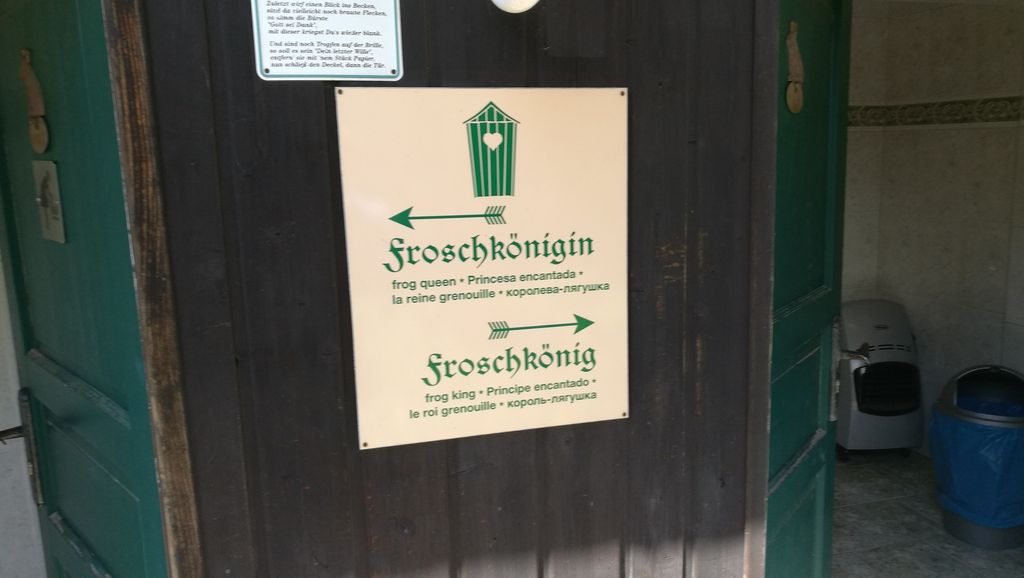 Zuletzt wirf einen Blick ins Becken,
sind da vielleicht noch braune Flecken,
so nimm die Bürste
"Gott sei Dank",
mit dieser kriegst Du's wieder blank.
Und sind noch Tropfen auf der Brille,
so soll es sein "Dein letzter Wille",
entfern' sie mit 'nem Stück Papier,
nun schließ den Deckel, dann die Tür.
Froschkönigin
frog queen * Princesa encantada *
la reine grenouille * королева-лягушка
Froschkönig
frog king * Principe encantado *
le roi grenouille * король-лягушка